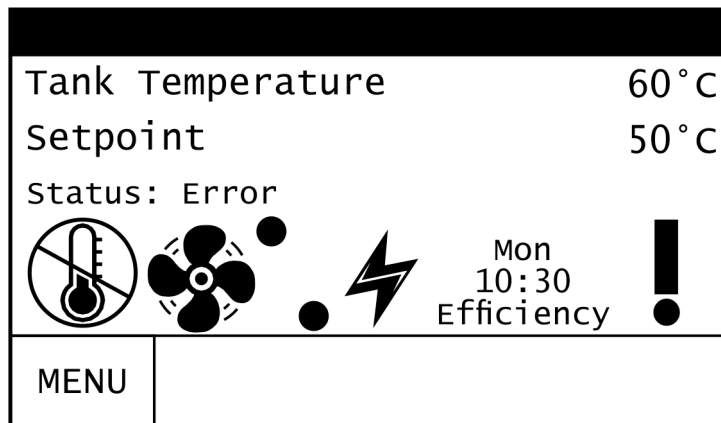 Tank Temperature 60°C
Setpoint 50°C
Status: Error
Mon
10:30
Efficiency
MENU